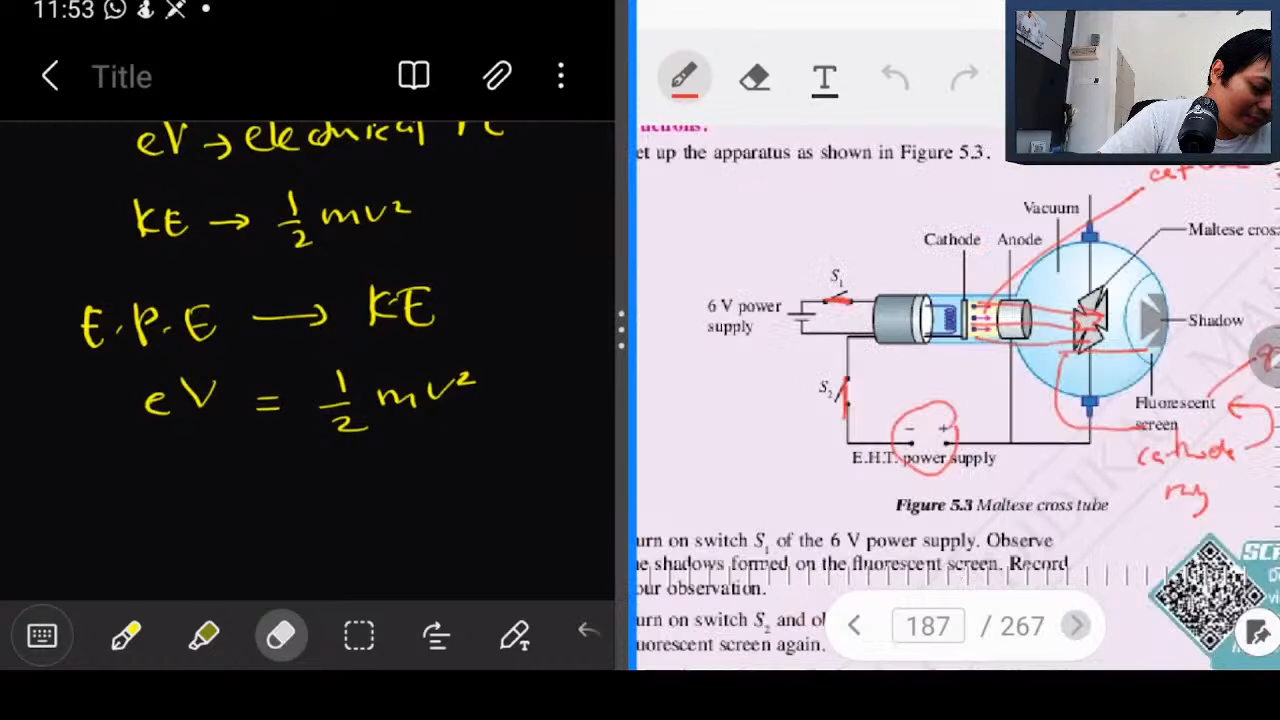 11:53
Title
eV → electrical PE
KE → 1/2 mv²
E.P.E → KE
eV = 1/2 mv²
T
uctions.
et up the apparatus as shown in Figure 5.3.
Vacuum
Cathode Anode
Maltese cros
S₁
6 V power
supply
Shadow
S₂
Fluorescent
screen
cathode
ray
− +
E.H.T. power supply
Figure 5.3 Maltese cross tube
urn on switch S₁ of the 6 V power supply. Observe
e shadows formed on the fluorescent screen. Record
our observation.
urn on switch S₂ and ob
uorescent screen again.
187 / 267